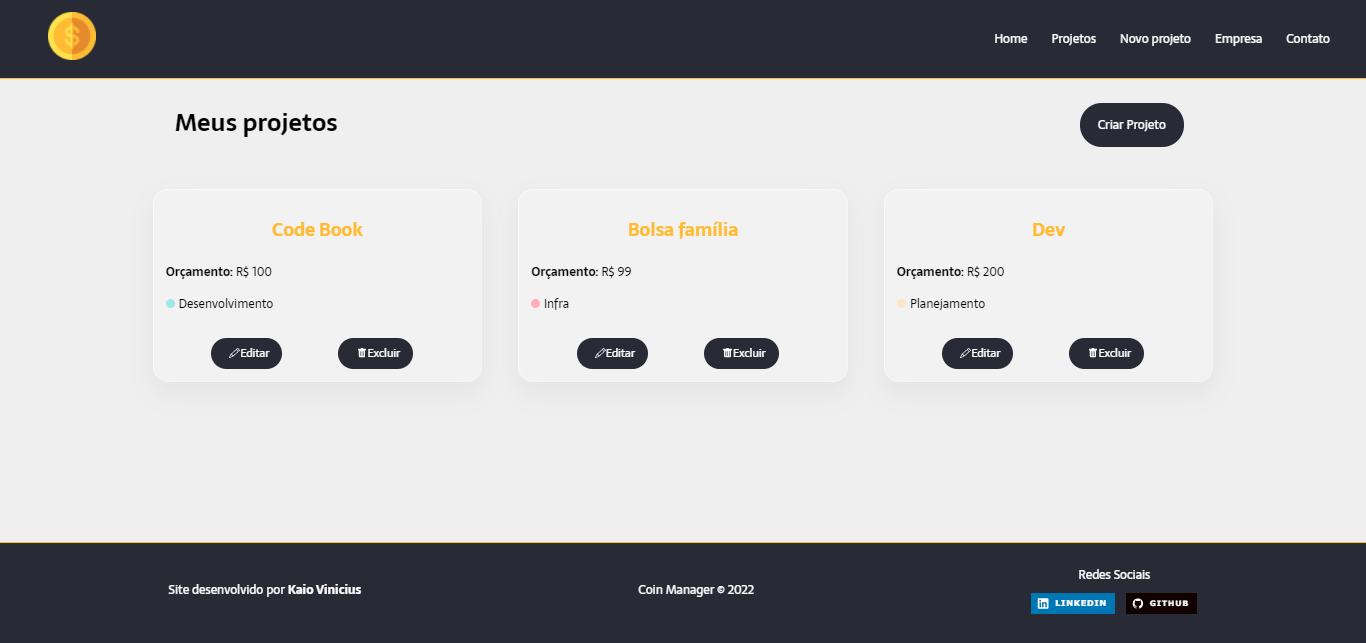 $
Home Projetos Novo projeto Empresa Contato
Meus projetos
Criar Projeto
Code Book
Orçamento: R$ 100
Desenvolvimento
Editar Excluir
Bolsa família
Orçamento: R$ 99
Infra
Editar Excluir
Dev
Orçamento: R$ 200
Planejamento
Editar Excluir
Site desenvolvido por Kaio Vinicius
Coin Manager © 2022
Redes Sociais
in LINKEDIN GITHUB